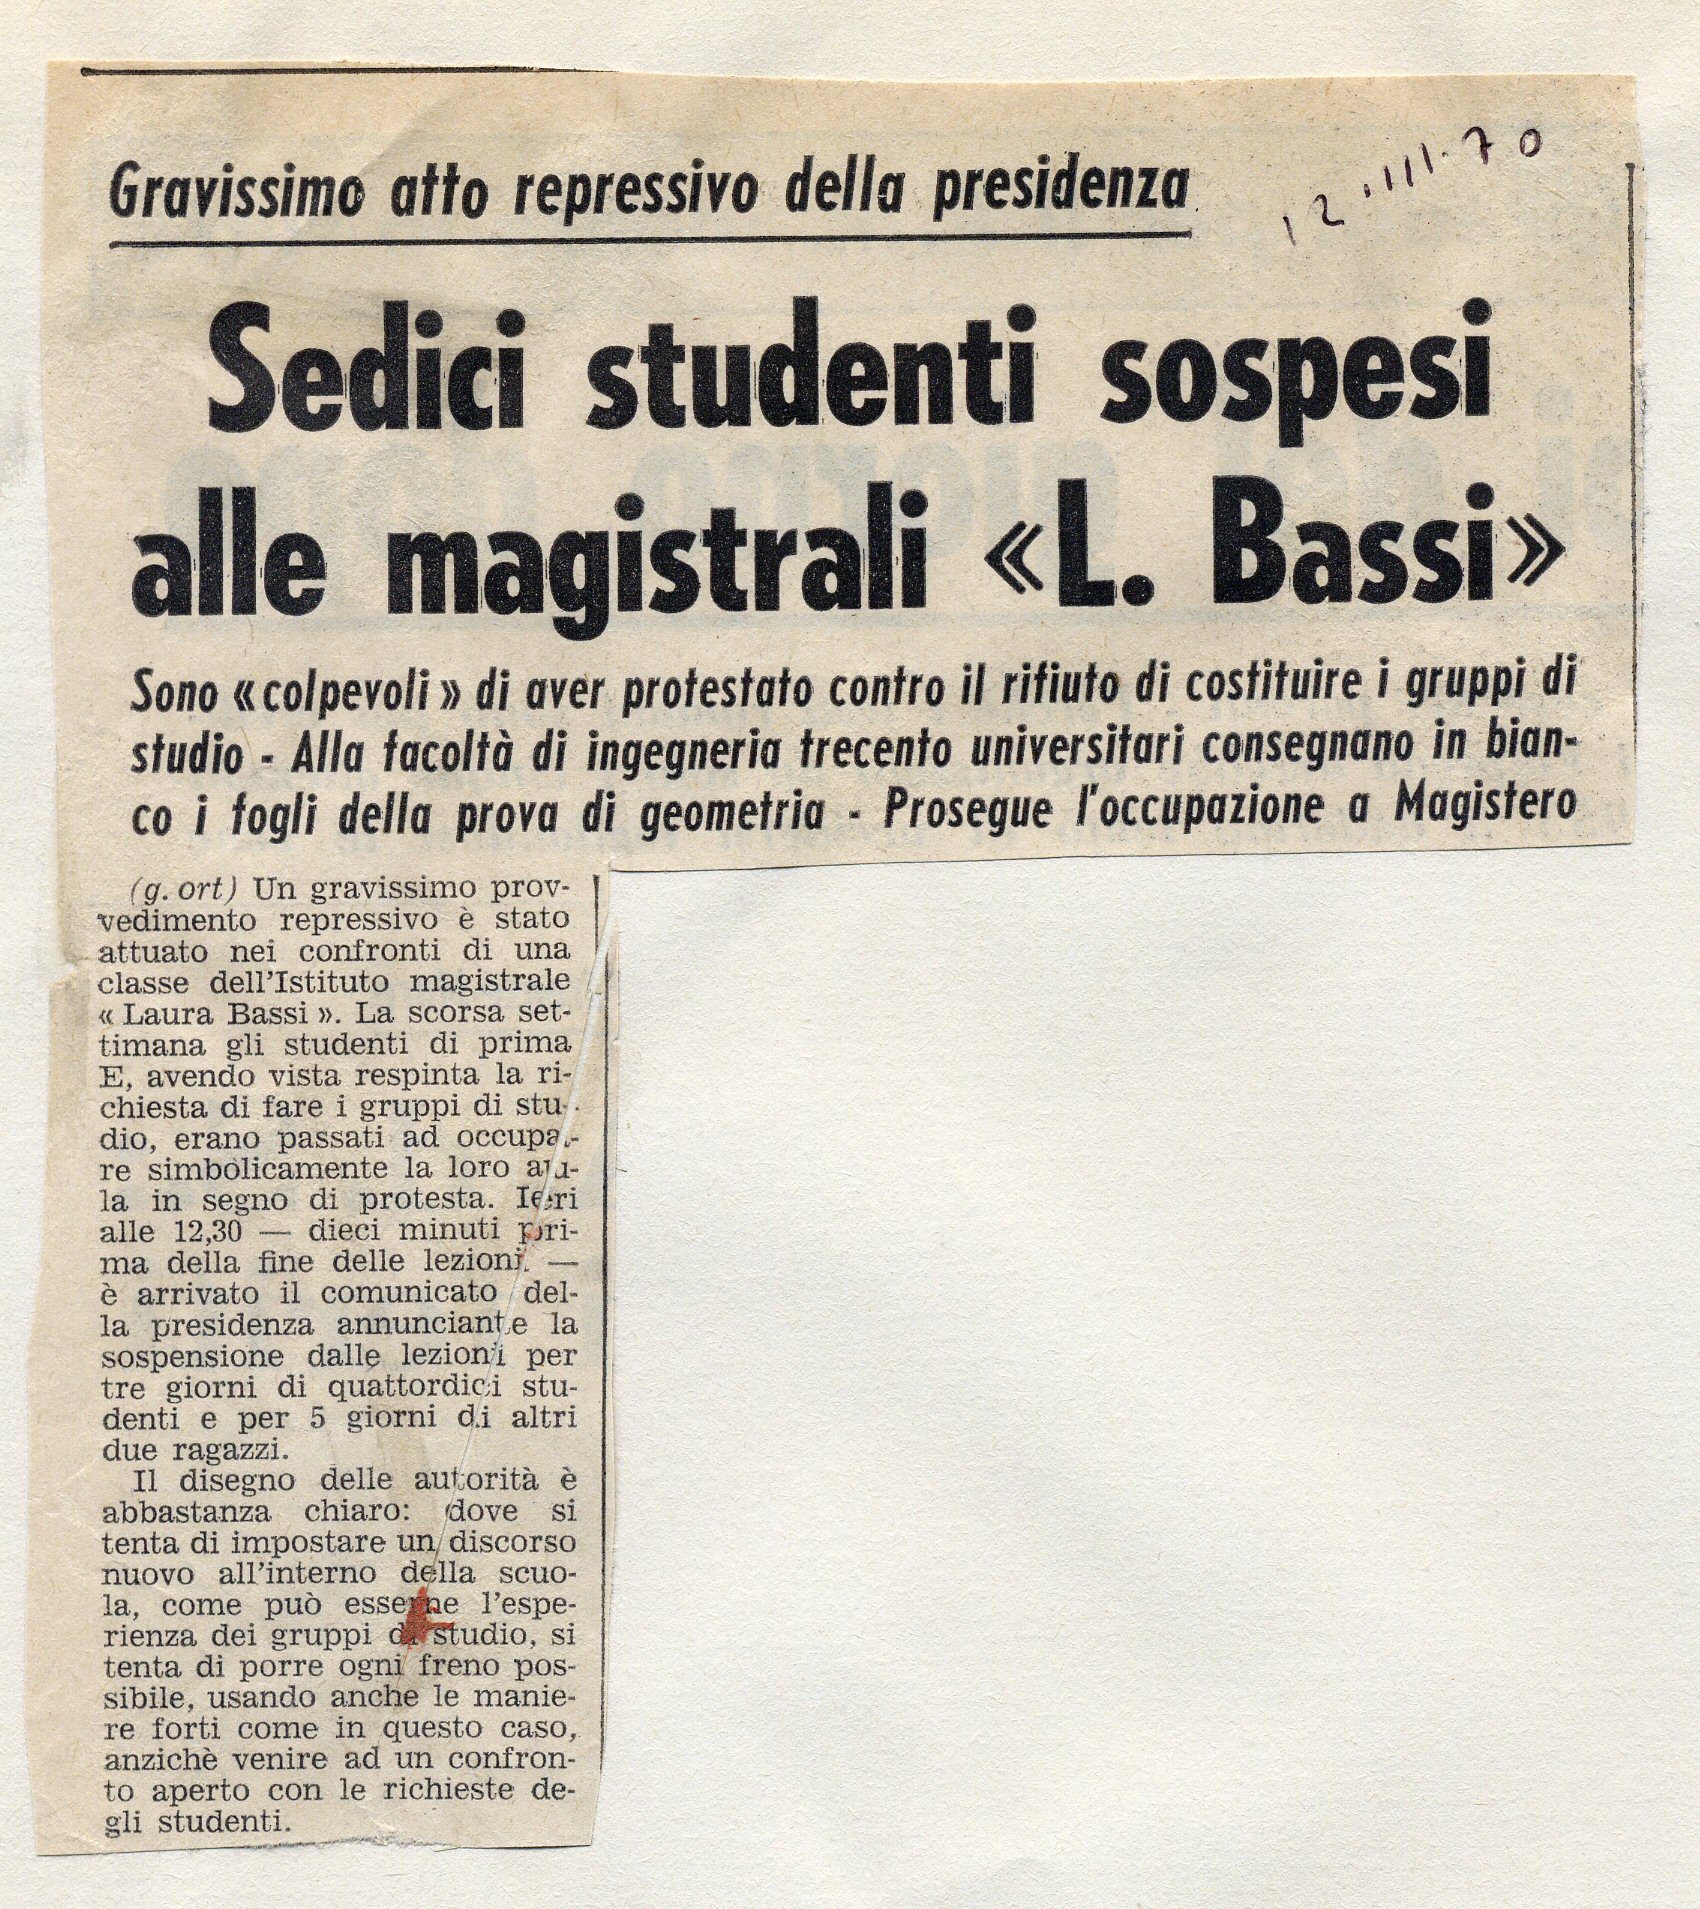 12.III.70
Gravissimo atto repressivo della presidenza
Sedici studenti sospesi
alle magistrali «L. Bassi»
Sono «colpevoli» di aver protestato contro il rifiuto di costituire i gruppi di
studio - Alla facoltà di ingegneria trecento universitari consegnano in bian-
co i fogli della prova di geometria - Prosegue l'occupazione a Magistero
(g. ort) Un gravissimo prov-
vedimento repressivo è stato
attuato nei confronti di una
classe dell'Istituto magistrale
« Laura Bassi ». La scorsa set-
timana gli studenti di prima
E, avendo vista respinta la ri-
chiesta di fare i gruppi di stu-
dio, erano passati ad occupa-
re simbolicamente la loro au-
la in segno di protesta. Ieri
alle 12,30 — dieci minuti pri-
ma della fine delle lezioni —
è arrivato il comunicato del-
la presidenza annunciante la
sospensione dalle lezioni per
tre giorni di quattordici stu-
denti e per 5 giorni di altri
due ragazzi.
Il disegno delle autorità è
abbastanza chiaro: dove si
tenta di impostare un discorso
nuovo all'interno della scuo-
la, come può esserne l'espe-
rienza dei gruppi di studio, si
tenta di porre ogni freno pos-
sibile, usando anche le manie-
re forti come in questo caso,
anzichè venire ad un confron-
to aperto con le richieste de-
gli studenti.